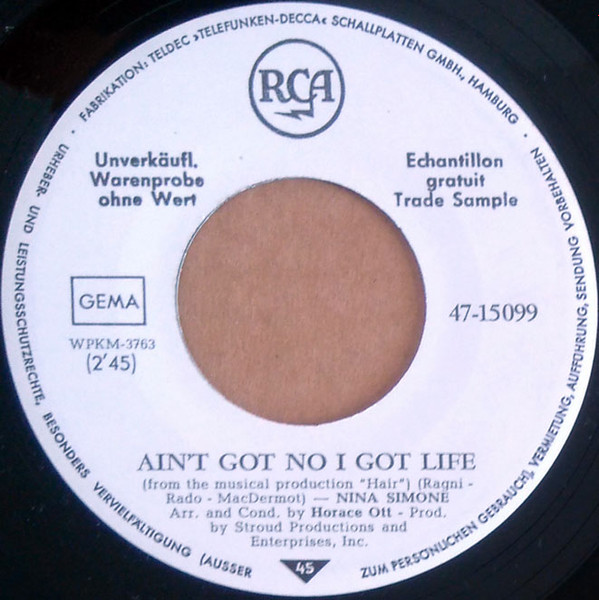 · FABRIKATION: TELDEC »TELEFUNKEN-DECCA« SCHALLPLATTEN GMBH., HAMBURG ·
URHEBER- UND LEISTUNGSSCHUTZRECHTE, BESONDERS VERVIELFÄLTIGUNG (AUSSER
ZUM PERSÖNLICHEN GEBRAUCH), VERMIETUNG, AUFFÜHRUNG, SENDUNG VORBEHALTEN
RCA
Unverkäufl.
Warenprobe
ohne Wert
Echantillon
gratuit
Trade Sample
GEMA
WPKM-3763
(2'45)
47-15099
AIN'T GOT NO I GOT LIFE
(from the musical production "Hair") (Ragni -
Rado - MacDermot) — NINA SIMONE
Arr. and Cond. by Horace Ott - Prod.
by Stroud Productions and
Enterprises, Inc.
45